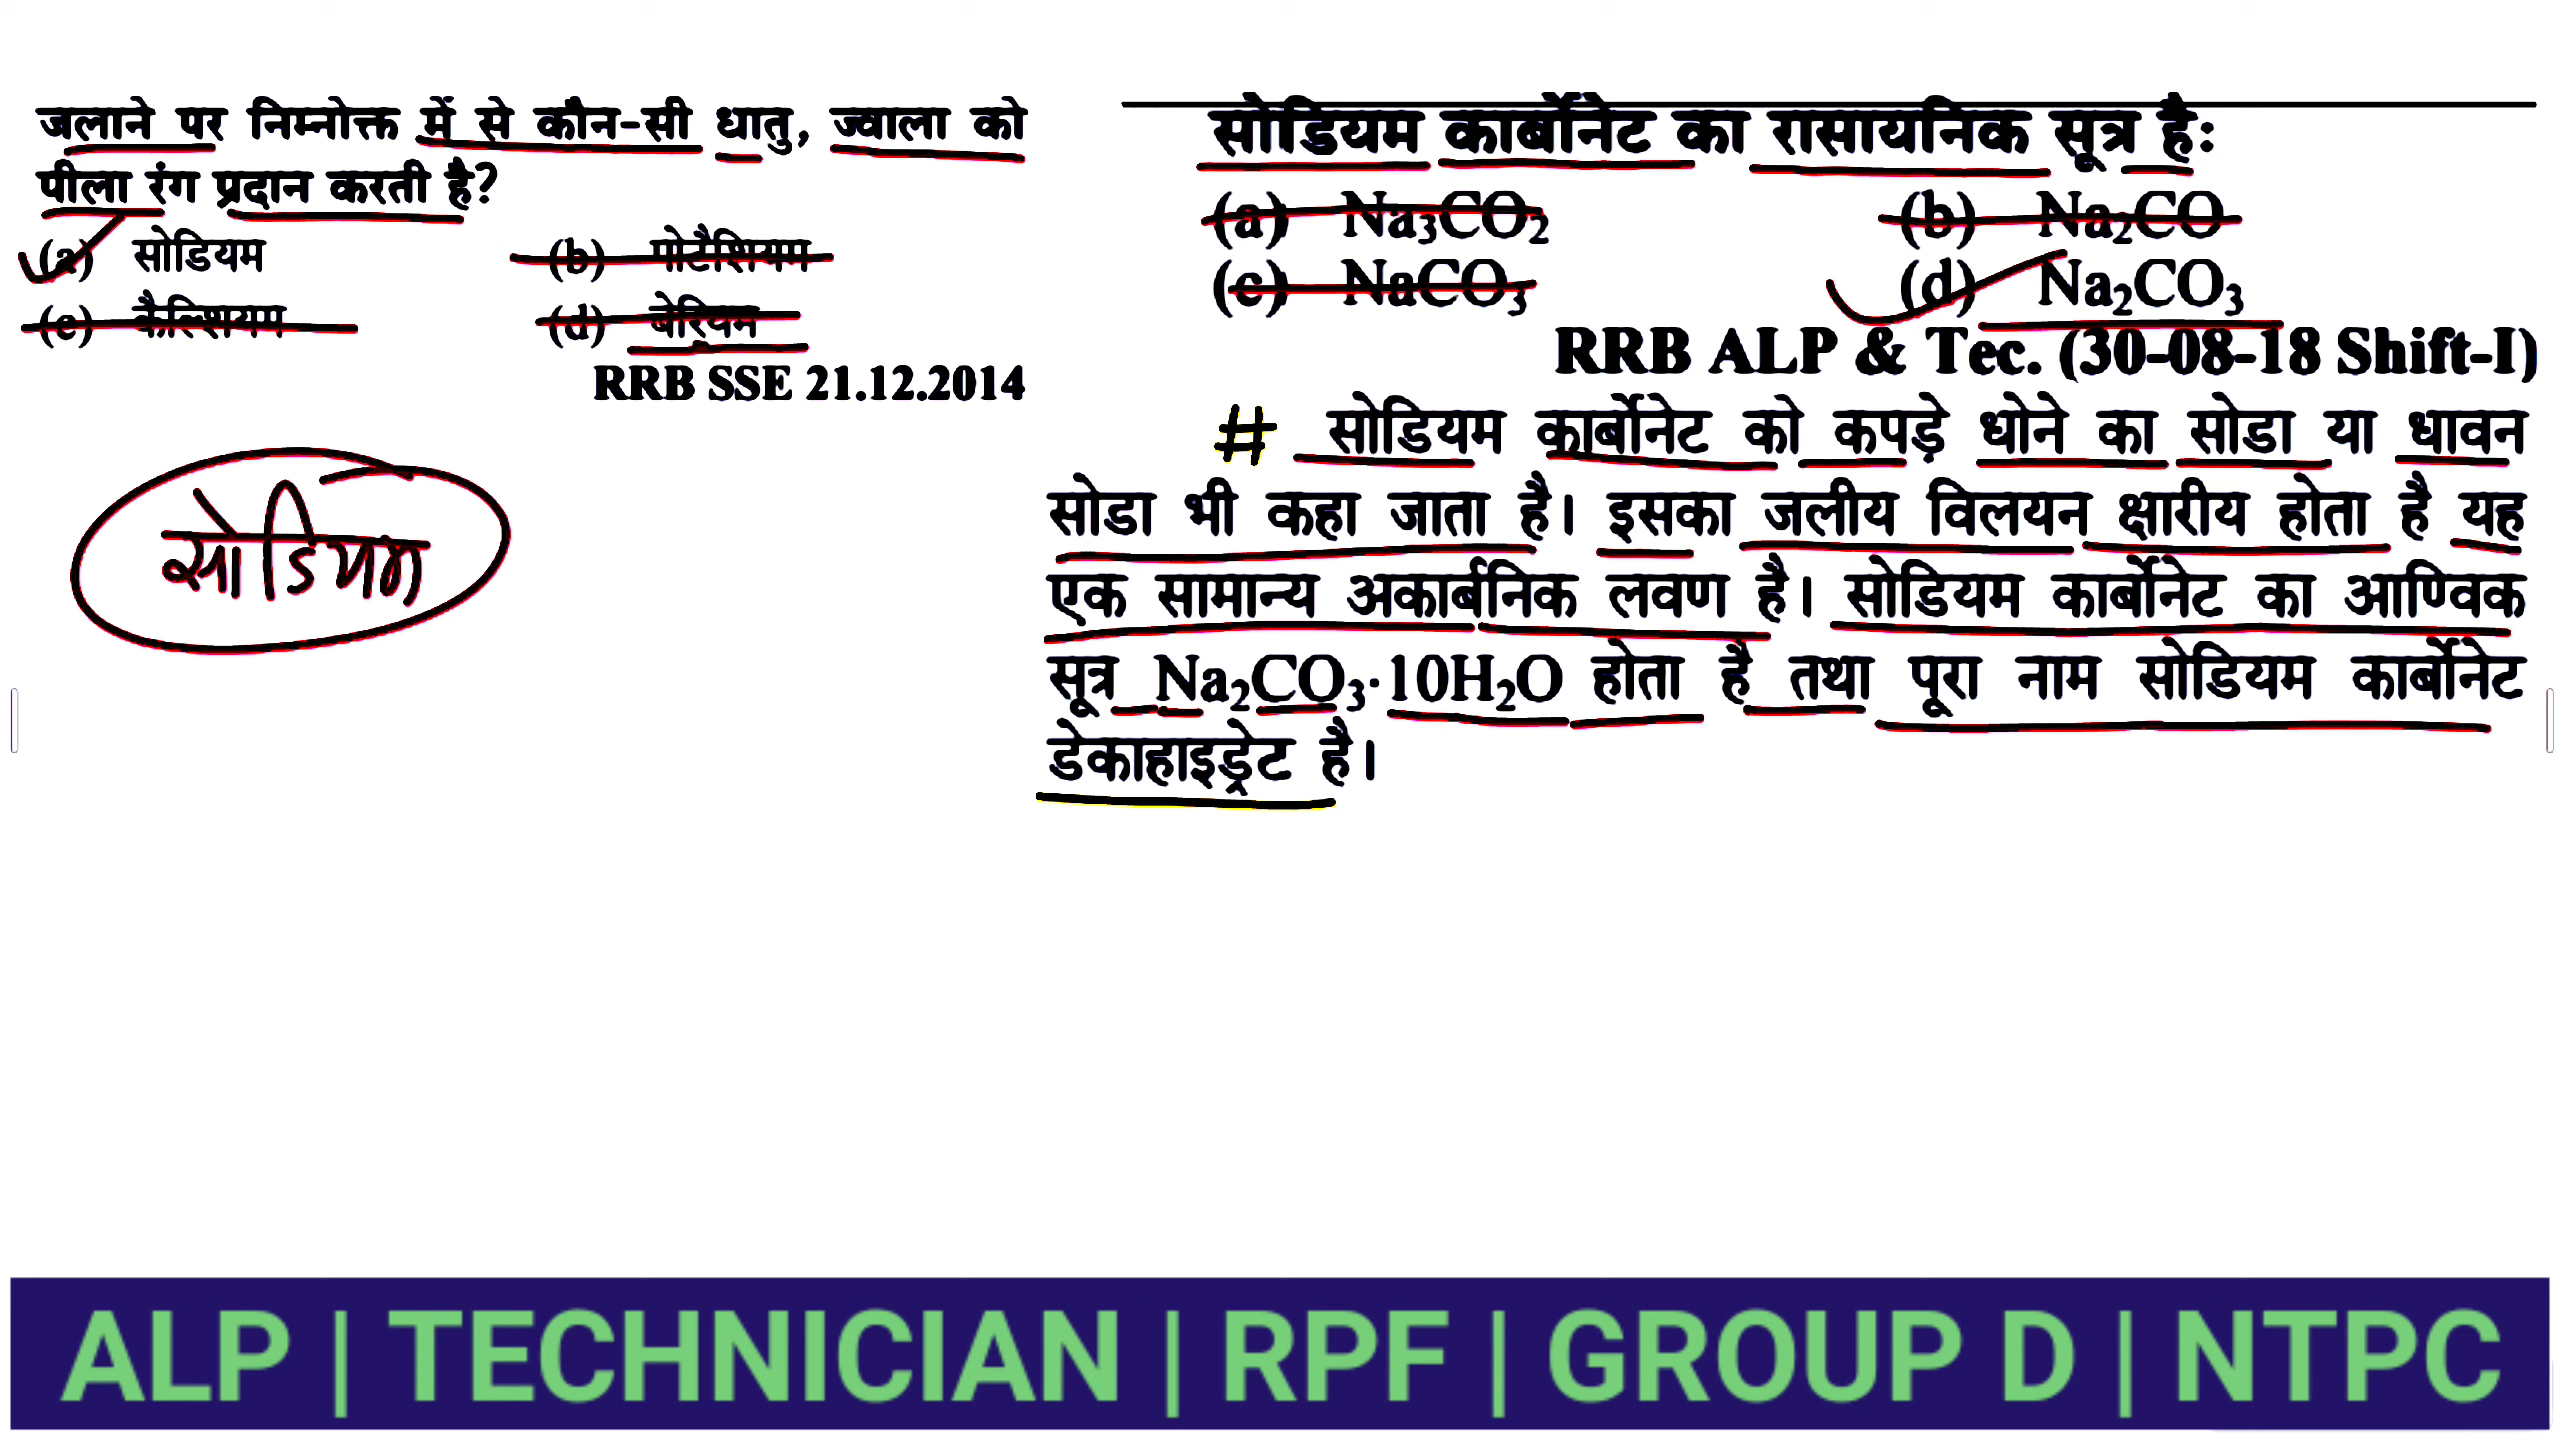 जलाने पर निम्नोक्त में से कौन-सी धातु, ज्वाला को
पीला रंग प्रदान करती है?
(a) सोडियम (b) पोटैशियम
(c) कैल्शियम (d) बेरियम
RRB SSE 21.12.2014
सोडियम
सोडियम कार्बोनेट का रासायनिक सूत्र है:
(a) Na₃CO₂ (b) Na₂CO
(c) NaCO₃ (d) Na₂CO₃
RRB ALP & Tec. (30-08-18 Shift-I)
# सोडियम कार्बोनेट को कपड़े धोने का सोडा या धावन
सोडा भी कहा जाता है। इसका जलीय विलयन क्षारीय होता है यह
एक सामान्य अकार्बनिक लवण है। सोडियम कार्बोनेट का आण्विक
सूत्र Na₂CO₃·10H₂O होता है तथा पूरा नाम सोडियम कार्बोनेट
डेकाहाइड्रेट है।
ALP | TECHNICIAN | RPF | GROUP D | NTPC